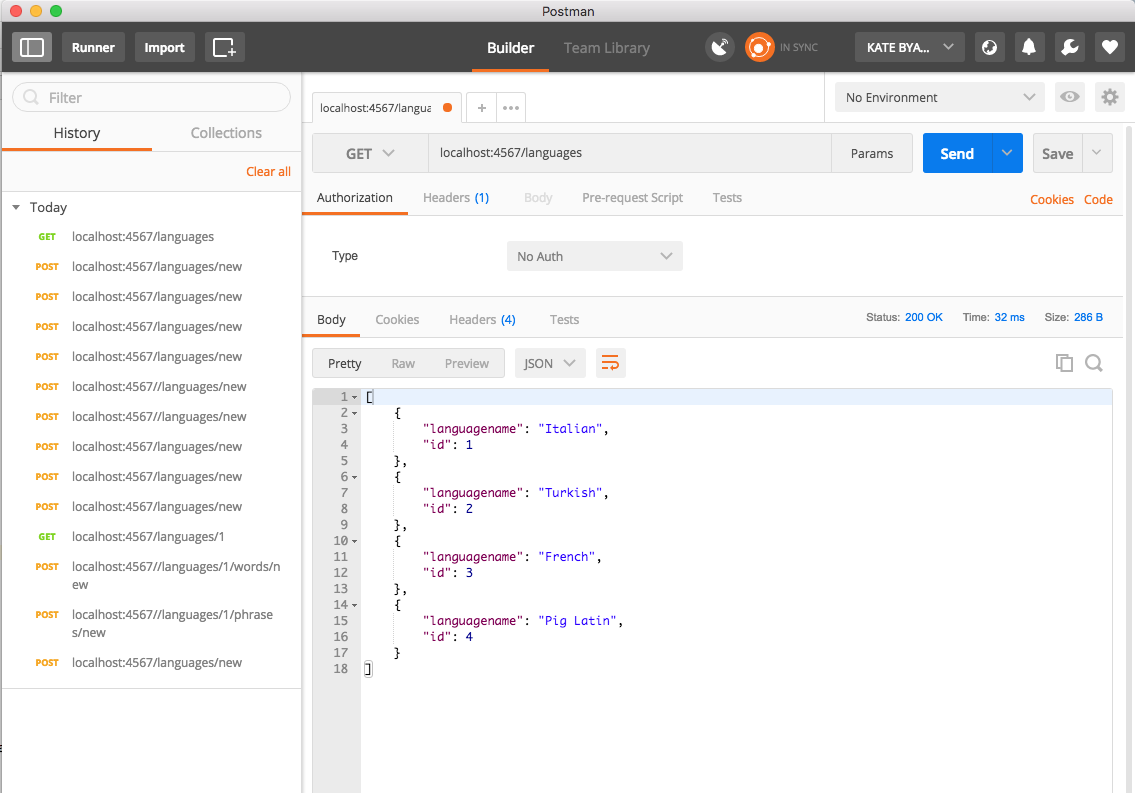 Postman
Runner
Import
Builder
Team Library
IN SYNC
KATE BYA...
Filter
History
Collections
Clear all
Today
GET localhost:4567/languages
POST localhost:4567/languages/new
POST localhost:4567/languages/new
POST localhost:4567/languages/new
POST localhost:4567/languages/new
POST localhost:4567//languages/new
POST localhost:4567//languages/new
POST localhost:4567/languages/new
POST localhost:4567/languages/new
POST localhost:4567/languages/new
GET localhost:4567/languages/1
POST localhost:4567//languages/1/words/n
ew
POST localhost:4567//languages/1/phrase
s/new
POST localhost:4567/languages/new
localhost:4567/langua
No Environment
GET localhost:4567/languages Params Send Save
Authorization Headers (1) Body Pre-request Script Tests Cookies Code
Type No Auth
Body Cookies Headers (4) Tests Status: 200 OK Time: 32 ms Size: 286 B
Pretty Raw Preview JSON
1 [
2 {
3 "languagename": "Italian",
4 "id": 1
5 },
6 {
7 "languagename": "Turkish",
8 "id": 2
9 },
10 {
11 "languagename": "French",
12 "id": 3
13 },
14 {
15 "languagename": "Pig Latin",
16 "id": 4
17 }
18 ]